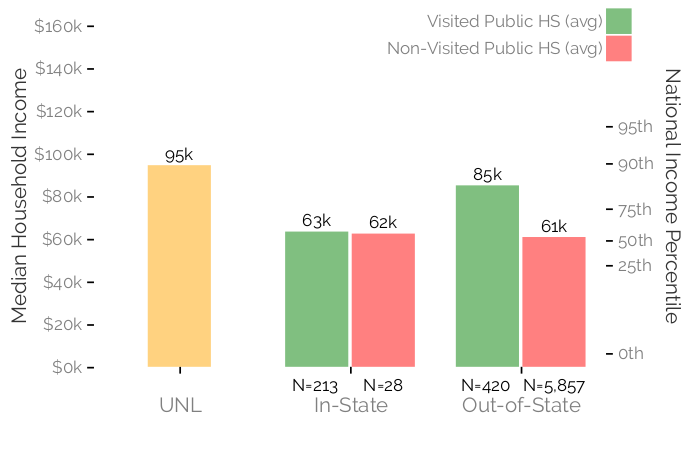 Visited Public HS (avg)
Non-Visited Public HS (avg)
Median Household Income
$160k
$140k
$120k
$100k
$80k
$60k
$40k
$20k
$0k
95k
63k
62k
85k
61k
95th
90th
75th
50th
25th
0th
National Income Percentile
N=213 N=28 N=420 N=5,857
UNL In-State Out-of-State